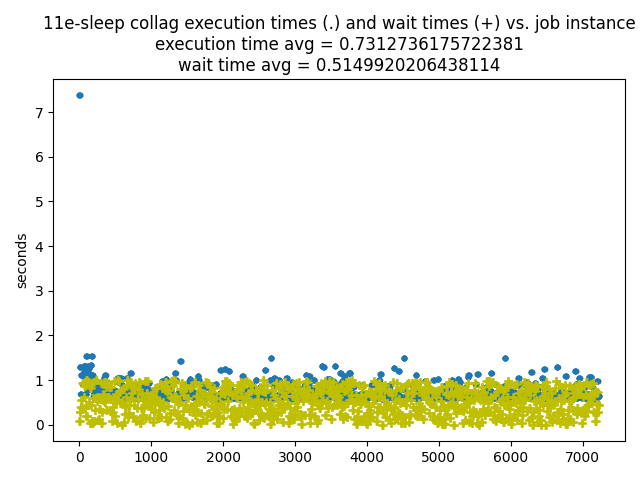 11e-sleep collag execution times (.) and wait times (+) vs. job instance
execution time avg = 0.7312736175722381
wait time avg = 0.5149920206438114
seconds
7
6
5
4
3
2
1
0
0 1000 2000 3000 4000 5000 6000 7000